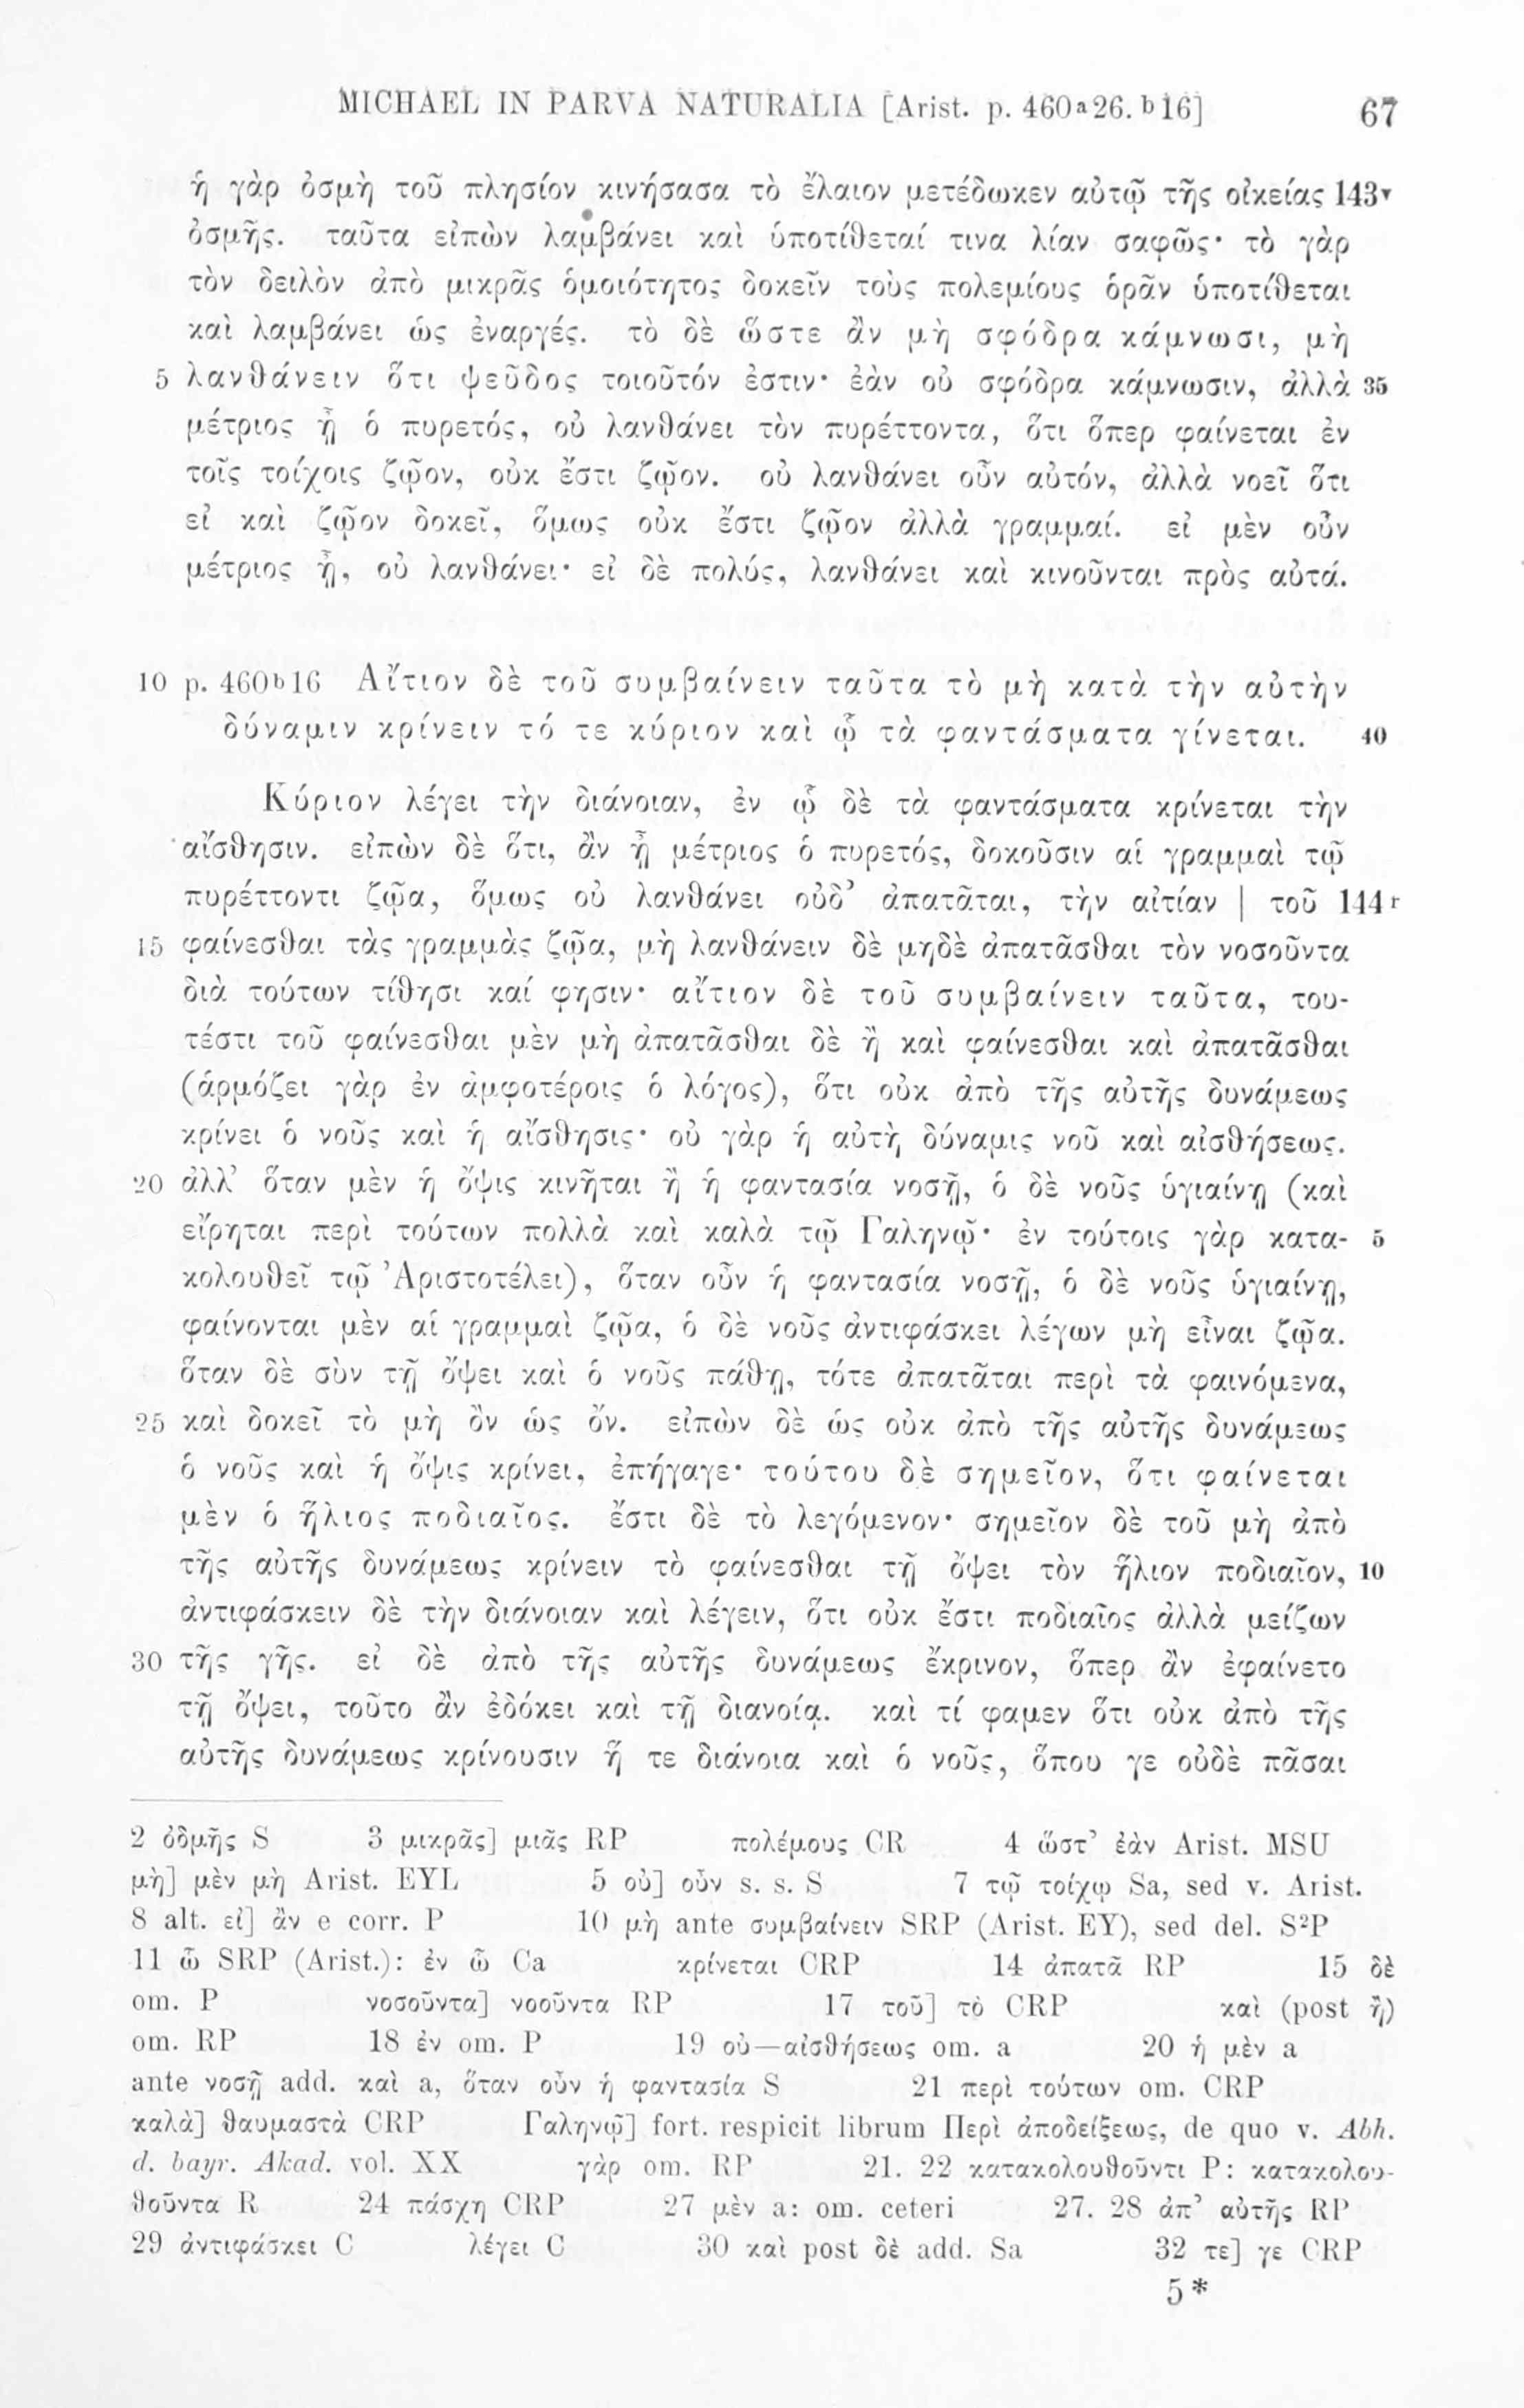 MICHAEL IN PARVA NATURALIA [Arist. p. 460ᵃ26. ᵇ16] 67
ἡ γὰρ ὀσμὴ τοῦ πλησίον κινήσασα τὸ ἔλαιον μετέδωκεν αὐτῷ τῆς οἰκείας 143ᵛ
ὀσμῆς. ταῦτα εἰπὼν λαμβάνει καὶ ὑποτίθεταί τινα λίαν σαφῶς· τὸ γὰρ
τὸν δειλὸν ἀπὸ μικρᾶς ὁμοιότητος δοκεῖν τοὺς πολεμίους ὁρᾶν ὑποτίθεται
καὶ λαμβάνει ὡς ἐναργές. τὸ δὲ ὥστε ἂν μὴ σφόδρα κάμνωσι, μὴ
5 λανθάνειν ὅτι ψεῦδος τοιοῦτόν ἐστιν· ἐὰν οὐ σφόδρα κάμνωσιν, ἀλλὰ 35
μέτριος ᾖ ὁ πυρετός, οὐ λανθάνει τὸν πυρέττοντα, ὅτι ὅπερ φαίνεται ἐν
τοῖς τοίχοις ζῷον, οὐκ ἔστι ζῷον. οὐ λανθάνει οὖν αὐτόν, ἀλλὰ νοεῖ ὅτι
εἰ καὶ ζῷον δοκεῖ, ὅμως οὐκ ἔστι ζῷον ἀλλὰ γραμμαί. εἰ μὲν οὖν
μέτριος ᾖ, οὐ λανθάνει· εἰ δὲ πολύς, λανθάνει καὶ κινοῦνται πρὸς αὐτά.
10 p. 460ᵇ16 Αἴτιον δὲ τοῦ συμβαίνειν ταῦτα τὸ μὴ κατὰ τὴν αὐτὴν
δύναμιν κρίνειν τό τε κύριον καὶ ᾧ τὰ φαντάσματα γίνεται. 40
Κύριον λέγει τὴν διάνοιαν, ἐν ᾧ δὲ τὰ φαντάσματα κρίνεται τὴν
αἴσθησιν. εἰπὼν δὲ ὅτι, ἂν ᾖ μέτριος ὁ πυρετός, δοκοῦσιν αἱ γραμμαὶ τῷ
πυρέττοντι ζῷα, ὅμως οὐ λανθάνει οὐδ’ ἀπατᾶται, τὴν αἰτίαν | τοῦ 144ʳ
15 φαίνεσθαι τὰς γραμμὰς ζῷα, μὴ λανθάνειν δὲ μηδὲ ἀπατᾶσθαι τὸν νοσοῦντα
διὰ τούτων τίθησι καί φησιν· αἴτιον δὲ τοῦ συμβαίνειν ταῦτα, του-
τέστι τοῦ φαίνεσθαι μὲν μὴ ἀπατᾶσθαι δὲ ἢ καὶ φαίνεσθαι καὶ ἀπατᾶσθαι
(ἁρμόζει γὰρ ἐν ἀμφοτέροις ὁ λόγος), ὅτι οὐκ ἀπὸ τῆς αὐτῆς δυνάμεως
κρίνει ὁ νοῦς καὶ ἡ αἴσθησις· οὐ γὰρ ἡ αὐτὴ δύναμις νοῦ καὶ αἰσθήσεως.
20 ἀλλ’ ὅταν μὲν ἡ ὄψις κινῆται ἢ ἡ φαντασία νοσῇ, ὁ δὲ νοῦς ὑγιαίνῃ (καὶ
εἴρηται περὶ τούτων πολλὰ καὶ καλὰ τῷ Γαληνῷ· ἐν τούτοις γὰρ κατα- 5
κολουθεῖ τῷ Ἀριστοτέλει), ὅταν οὖν ἡ φαντασία νοσῇ, ὁ δὲ νοῦς ὑγιαίνῃ,
φαίνονται μὲν αἱ γραμμαὶ ζῷα, ὁ δὲ νοῦς ἀντιφάσκει λέγων μὴ εἶναι ζῷα.
ὅταν δὲ σὺν τῇ ὄψει καὶ ὁ νοῦς πάθῃ, τότε ἀπατᾶται περὶ τὰ φαινόμενα,
25 καὶ δοκεῖ τὸ μὴ ὂν ὡς ὄν. εἰπὼν δὲ ὡς οὐκ ἀπὸ τῆς αὐτῆς δυνάμεως
ὁ νοῦς καὶ ἡ ὄψις κρίνει, ἐπήγαγε· τούτου δὲ σημεῖον, ὅτι φαίνεται
μὲν ὁ ἥλιος ποδιαῖος. ἔστι δὲ τὸ λεγόμενον· σημεῖον δὲ τοῦ μὴ ἀπὸ
τῆς αὐτῆς δυνάμεως κρίνειν τὸ φαίνεσθαι τῇ ὄψει τὸν ἥλιον ποδιαῖον, 10
ἀντιφάσκειν δὲ τὴν διάνοιαν καὶ λέγειν, ὅτι οὐκ ἔστι ποδιαῖος ἀλλὰ μείζων
30 τῆς γῆς. εἰ δὲ ἀπὸ τῆς αὐτῆς δυνάμεως ἔκρινον, ὅπερ ἂν ἐφαίνετο
τῇ ὄψει, τοῦτο ἂν ἐδόκει καὶ τῇ διανοίᾳ. καὶ τί φαμεν ὅτι οὐκ ἀπὸ τῆς
αὐτῆς δυνάμεως κρίνουσιν ἥ τε διάνοια καὶ ὁ νοῦς, ὅπου γε οὐδὲ πᾶσαι
2 ὀδμῆς S 3 μικρᾶς] μιᾶς RP πολέμους CR 4 ὥστ’ ἐὰν Arist. MSU
μὴ] μὲν μὴ Arist. EYL 5 οὐ] οὖν s. s. S 7 τῷ τοίχῳ Sa, sed v. Arist.
8 alt. εἰ] ἂν e corr. P 10 μὴ ante συμβαίνειν SRP (Arist. EY), sed del. S²P
11 ᾧ SRP (Arist.): ἐν ᾧ Ca κρίνεται CRP 14 ἀπατᾶ RP 15 δὲ
om. P νοσοῦντα] νοοῦντα RP 17 τοῦ] τὸ CRP καὶ (post ἢ)
om. RP 18 ἐν om. P 19 οὐ—αἰσθήσεως om. a 20 ἡ μὲν a
ante νοσῇ add. καὶ a, ὅταν οὖν ἡ φαντασία S 21 περὶ τούτων om. CRP
καλὰ] θαυμαστὰ CRP Γαληνῷ] fort. respicit librum Περὶ ἀποδείξεως, de quo v. Abh.
d. bayr. Akad. vol. XX γὰρ om. RP 21. 22 κατακολουθοῦντι P: κατακολου-
θοῦντα R 24 πάσχη CRP 27 μὲν a: om. ceteri 27. 28 ἀπ’ αὐτῆς RP
29 ἀντιφάσκει C λέγει C 30 καὶ post δὲ add. Sa 32 τε] γε CRP
5*